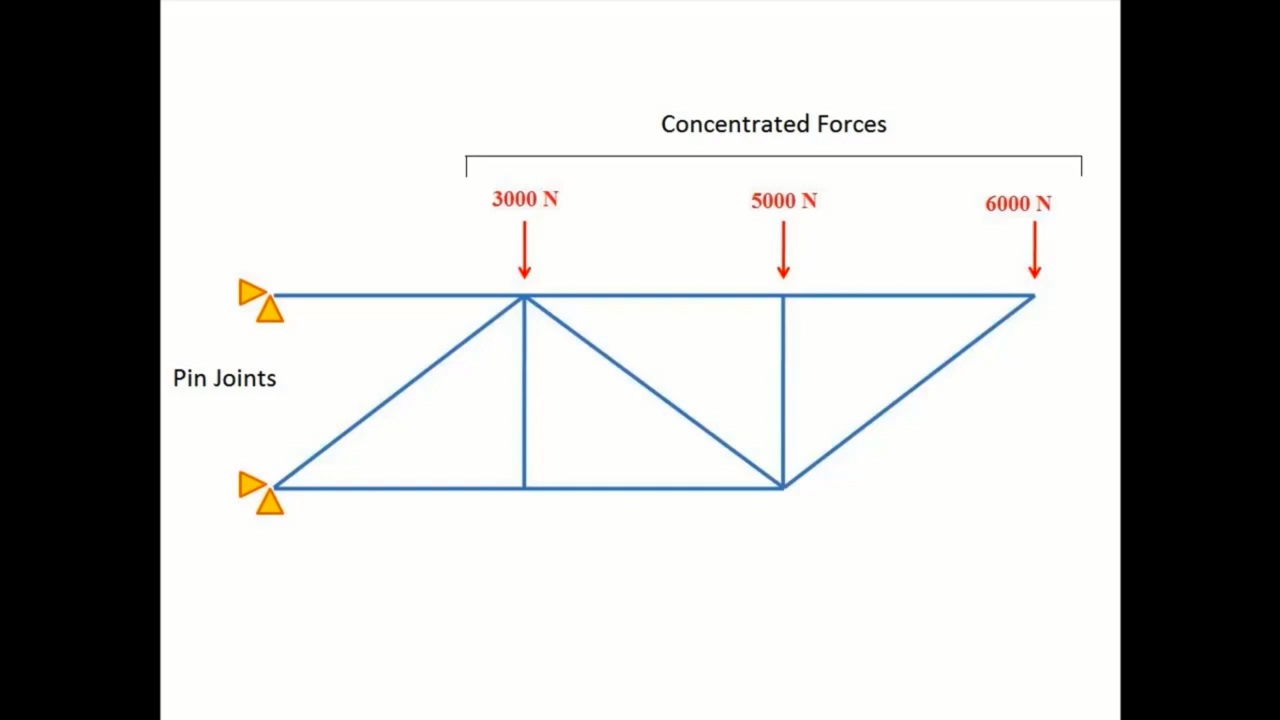 Concentrated Forces
3000 N
5000 N
6000 N
Pin Joints